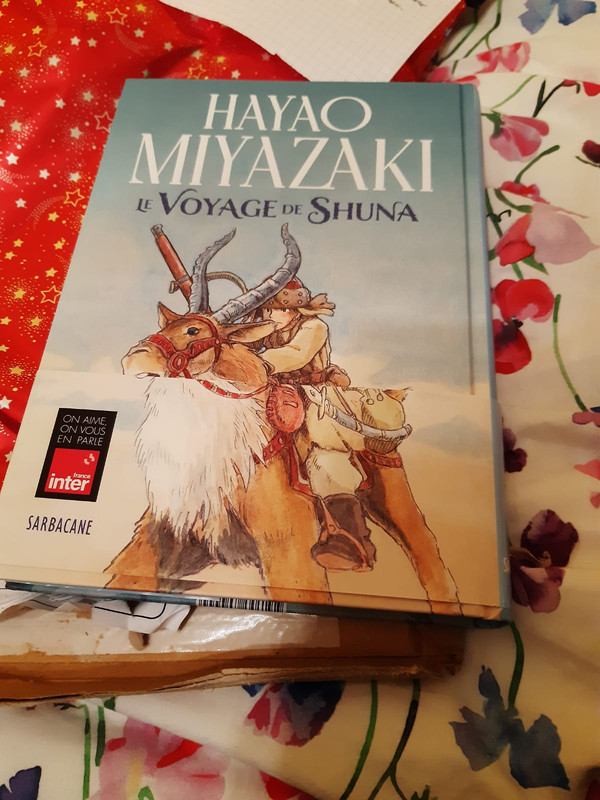 HAYAO
MIYAZAKI
LE VOYAGE DE SHUNA
ON AIME,
ON VOUS
EN PARLE
france
inter
SARBACANE